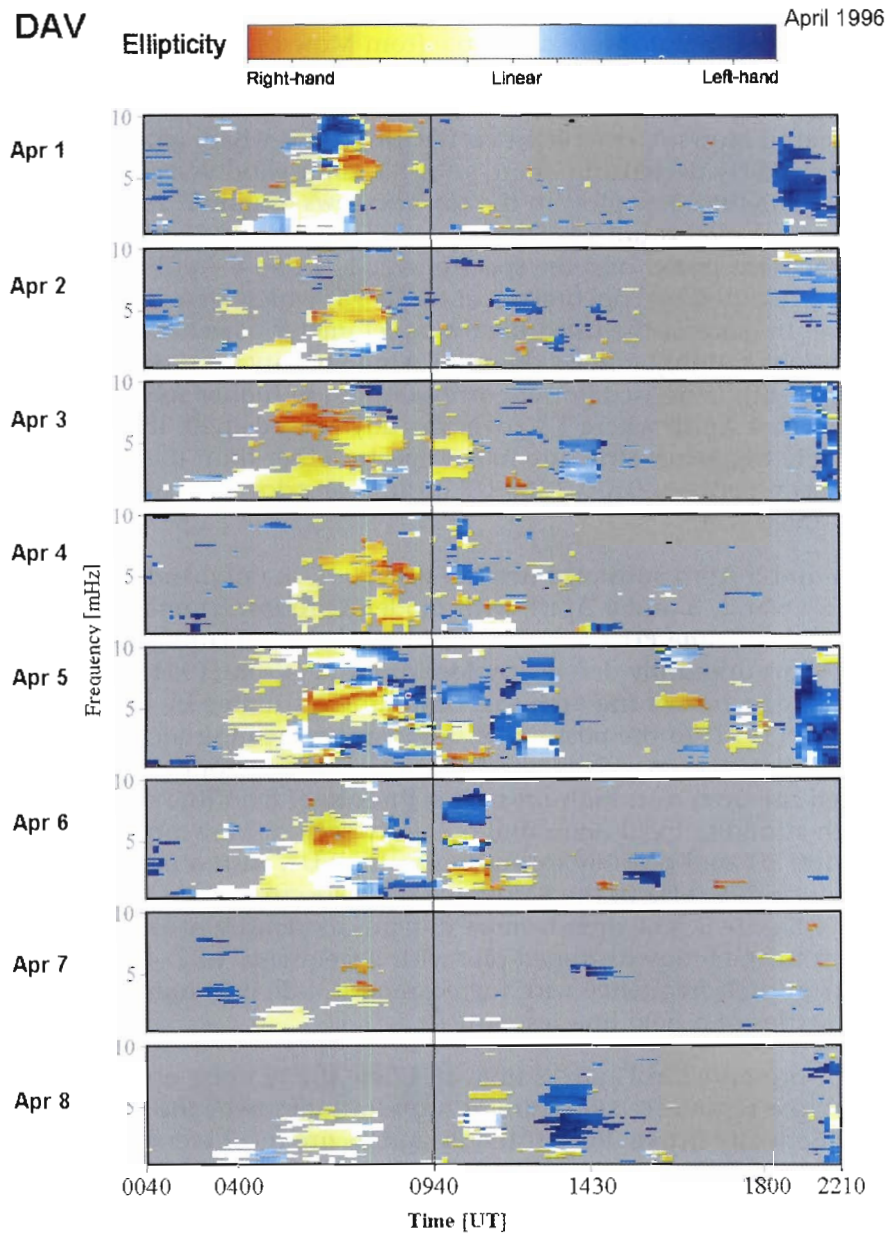 DAV
April 1996
Ellipticity
Right-hand Linear Left-hand
Apr 1
10
5
Apr 2
10
5
Apr 3
10
5
Apr 4
10
5
Frequency [mHz]
Apr 5
10
5
Apr 6
10
5
Apr 7
10
5
Apr 8
10
5
0040 0400 0940 1430 1800 2210
Time [UT]